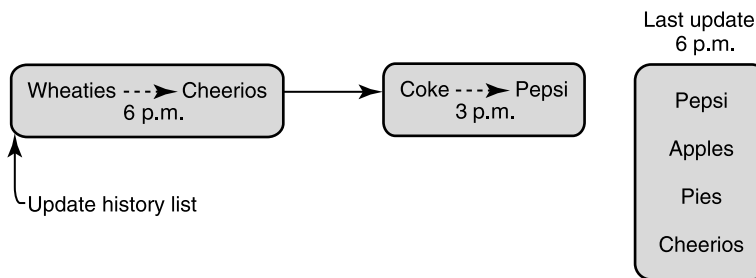 Wheaties Cheerios
6 p.m.
Update history list
Coke Pepsi
3 p.m.
Last update
6 p.m.
Pepsi
Apples
Pies
Cheerios